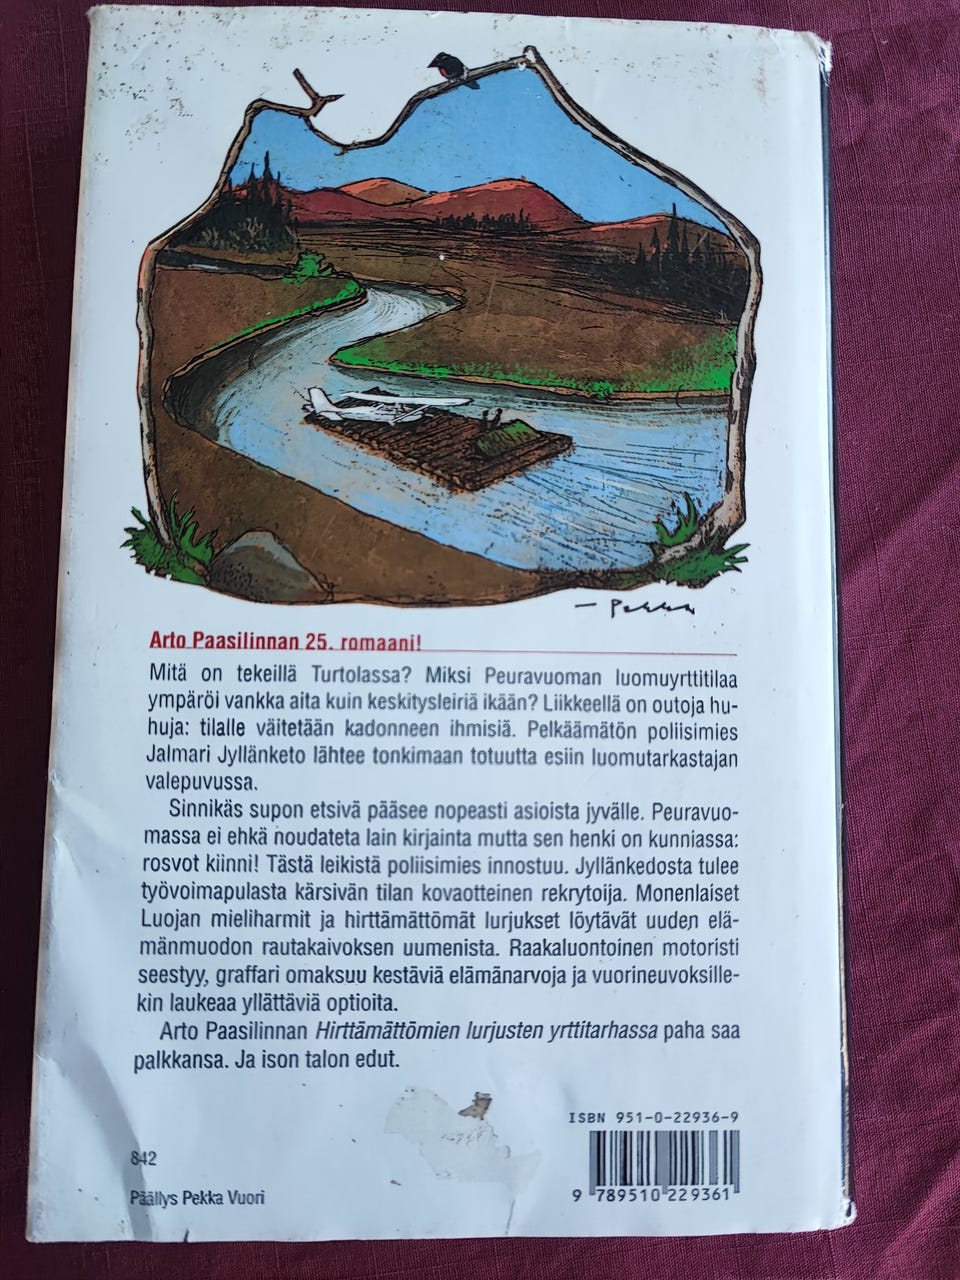 — Pekka
Arto Paasilinnan 25. romaani!
Mitä on tekeillä Turtolassa? Miksi Peuravuoman luomuyrttitilaa
ympäröi vankka aita kuin keskitysleiriä ikään? Liikkeellä on outoja hu-
huja: tilalle väitetään kadonneen ihmisiä. Pelkäämätön poliisimies
Jalmari Jyllänketo lähtee tonkimaan totuutta esiin luomutarkastajan
valepuvussa.
Sinnikäs supon etsivä pääsee nopeasti asioista jyvälle. Peuravuo-
massa ei ehkä noudateta lain kirjainta mutta sen henki on kunniassa:
rosvot kiinni! Tästä leikistä poliisimies innostuu. Jyllänkedosta tulee
työvoimapulasta kärsivän tilan kovaotteinen rekrytoija. Monenlaiset
Luojan mieliharmit ja hirttämättömät lurjukset löytävät uuden elä-
mänmuodon rautakaivoksen uumenista. Raakaluontoinen motoristi
seestyy, graffari omaksuu kestäviä elämänarvoja ja vuorineuvoksille-
kin laukeaa yllättäviä optioita.
Arto Paasilinnan Hirttämättömien lurjusten yrttitarhassa paha saa
palkkansa. Ja ison talon edut.
ISBN 951-0-22936-9
842
Päällys Pekka Vuori
9 789510 229361